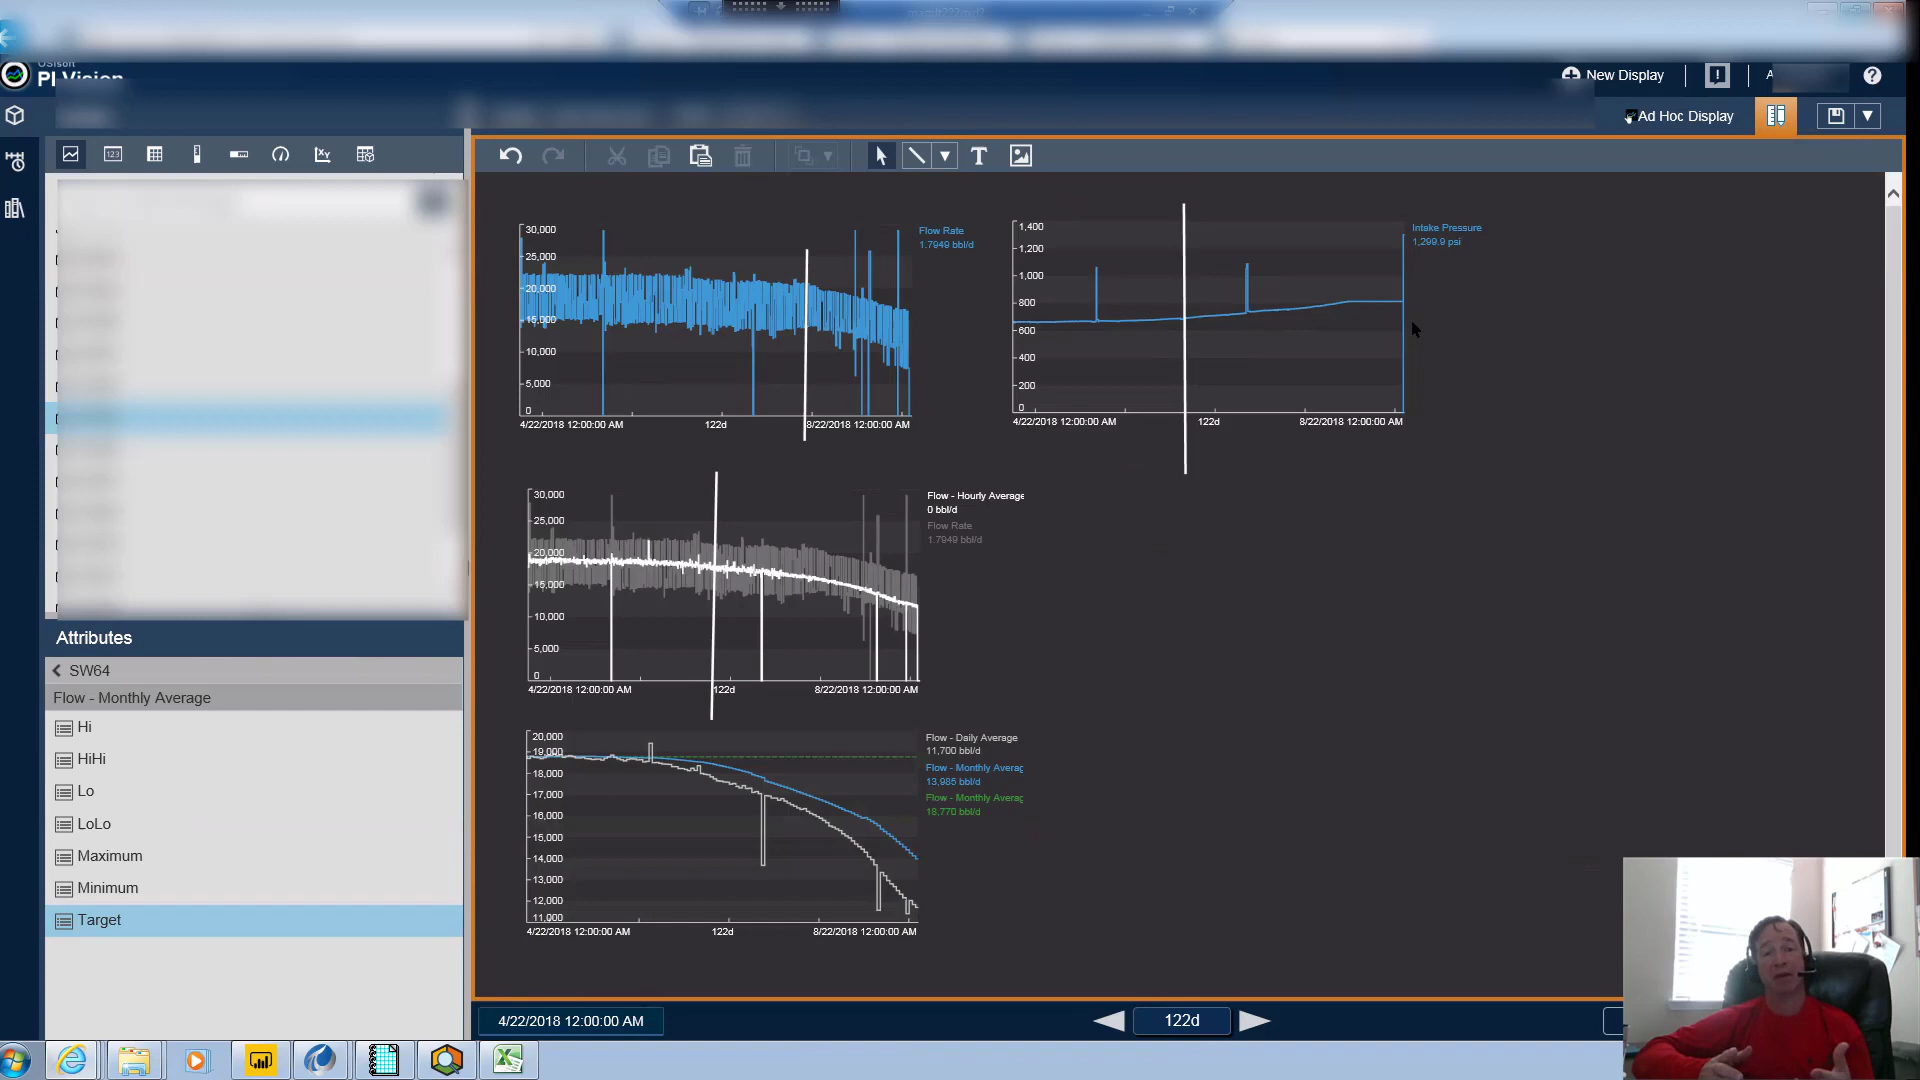 OSIsoft
PI Vision
New Display
!
A
?
Ad Hoc Display
123
XY
T
30,000
25,000
20,000
15,000
10,000
5,000
0
4/22/2018 12:00:00 AM
122d
8/22/2018 12:00:00 AM
Flow Rate
1.7949 bbl/d
1,400
1,200
1,000
800
600
400
200
0
4/22/2018 12:00:00 AM
122d
8/22/2018 12:00:00 AM
Intake Pressure
1,299.9 psi
30,000
25,000
20,000
15,000
10,000
5,000
0
4/22/2018 12:00:00 AM
122d
8/22/2018 12:00:00 AM
Flow - Hourly Average
0 bbl/d
Flow Rate
1.7949 bbl/d
20,000
19,000
18,000
17,000
16,000
15,000
14,000
13,000
12,000
11,000
4/22/2018 12:00:00 AM
122d
8/22/2018 12:00:00 AM
Flow - Daily Average
11,700 bbl/d
Flow - Monthly Averag
13,985 bbl/d
Flow - Monthly Averag
18,770 bbl/d
Attributes
SW64
Flow - Monthly Average
Hi
HiHi
Lo
LoLo
Maximum
Minimum
Target
4/22/2018 12:00:00 AM
122d